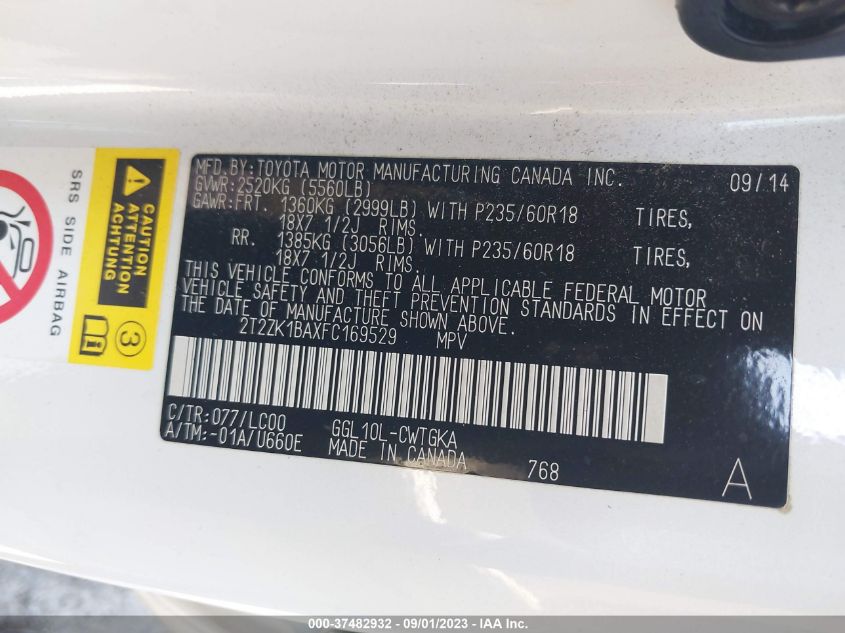 SRS SIDE AIRBAG
CAUTION
ATTENTION
ACHTUNG
3
MFD.BY:TOYOTA MOTOR MANUFACTURING CANADA INC. 09/14
GVWR:2520KG (5560LB)
GAWR:FRT. 1360KG (2999LB) WITH P235/60R18 TIRES,
18X7 1/2J RIMS.
RR. 1385KG (3056LB) WITH P235/60R18 TIRES,
18X7 1/2J RIMS.
THIS VEHICLE CONFORMS TO ALL APPLICABLE FEDERAL MOTOR
VEHICLE SAFETY AND THEFT PREVENTION STANDARDS IN EFFECT ON
THE DATE OF MANUFACTURE SHOWN ABOVE.
2T2ZK1BAXFC169529 MPV
C/TR:077/LC00 GGL10L-CWTGKA
A/TM:-01A/U660E MADE IN CANADA 768 A
000-37482932 - 09/01/2023 - IAA Inc.